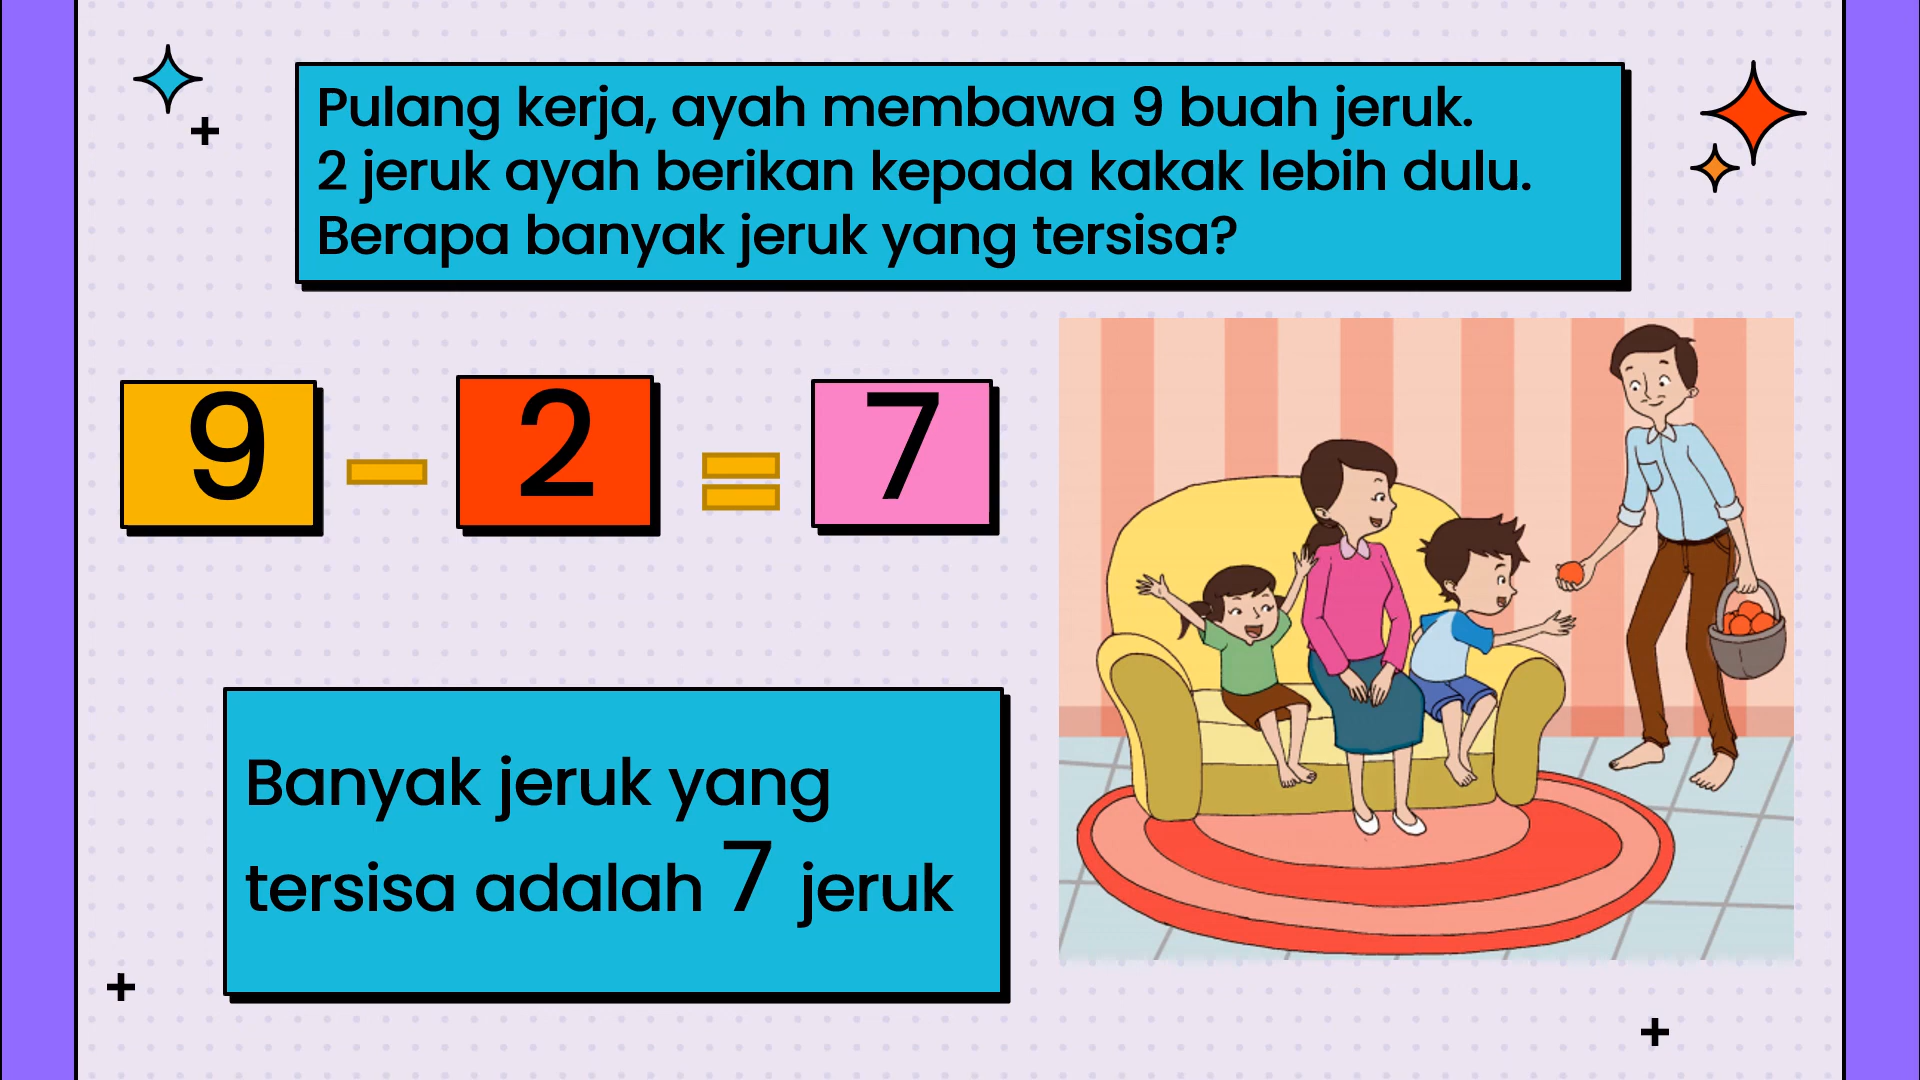 Pulang kerja, ayah membawa 9 buah jeruk.
2 jeruk ayah berikan kepada kakak lebih dulu.
Berapa banyak jeruk yang tersisa?
9 - 2 = 7
Banyak jeruk yang
tersisa adalah 7 jeruk